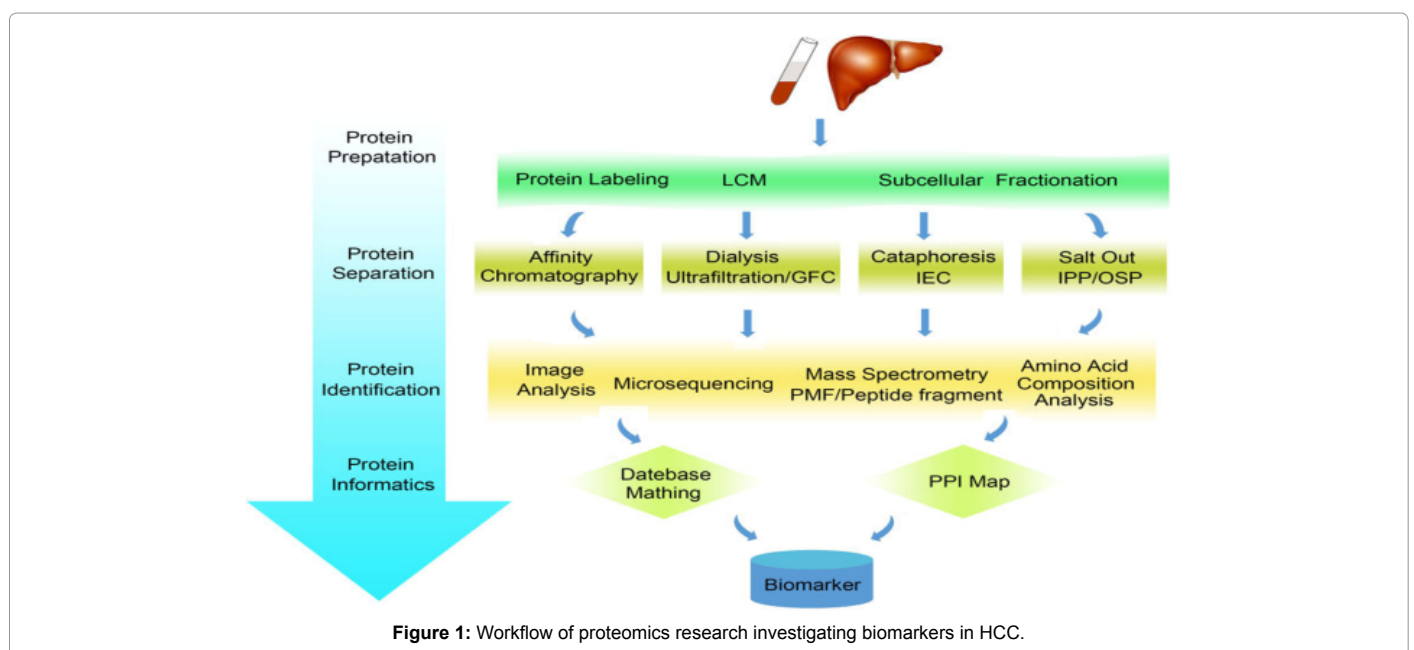 Protein
Prepatation
Protein Labeling LCM Subcellular Fractionation
Protein
Separation
Affinity
Chromatography
Dialysis
Ultrafiltration/GFC
Cataphoresis
IEC
Salt Out
IPP/OSP
Protein
Identification
Image
Analysis
Microsequencing
Mass Spectrometry
PMF/Peptide fragment
Amino Acid
Composition
Analysis
Protein
Informatics
Datebase
Mathing
PPI Map
Biomarker
Figure 1: Workflow of proteomics research investigating biomarkers in HCC.